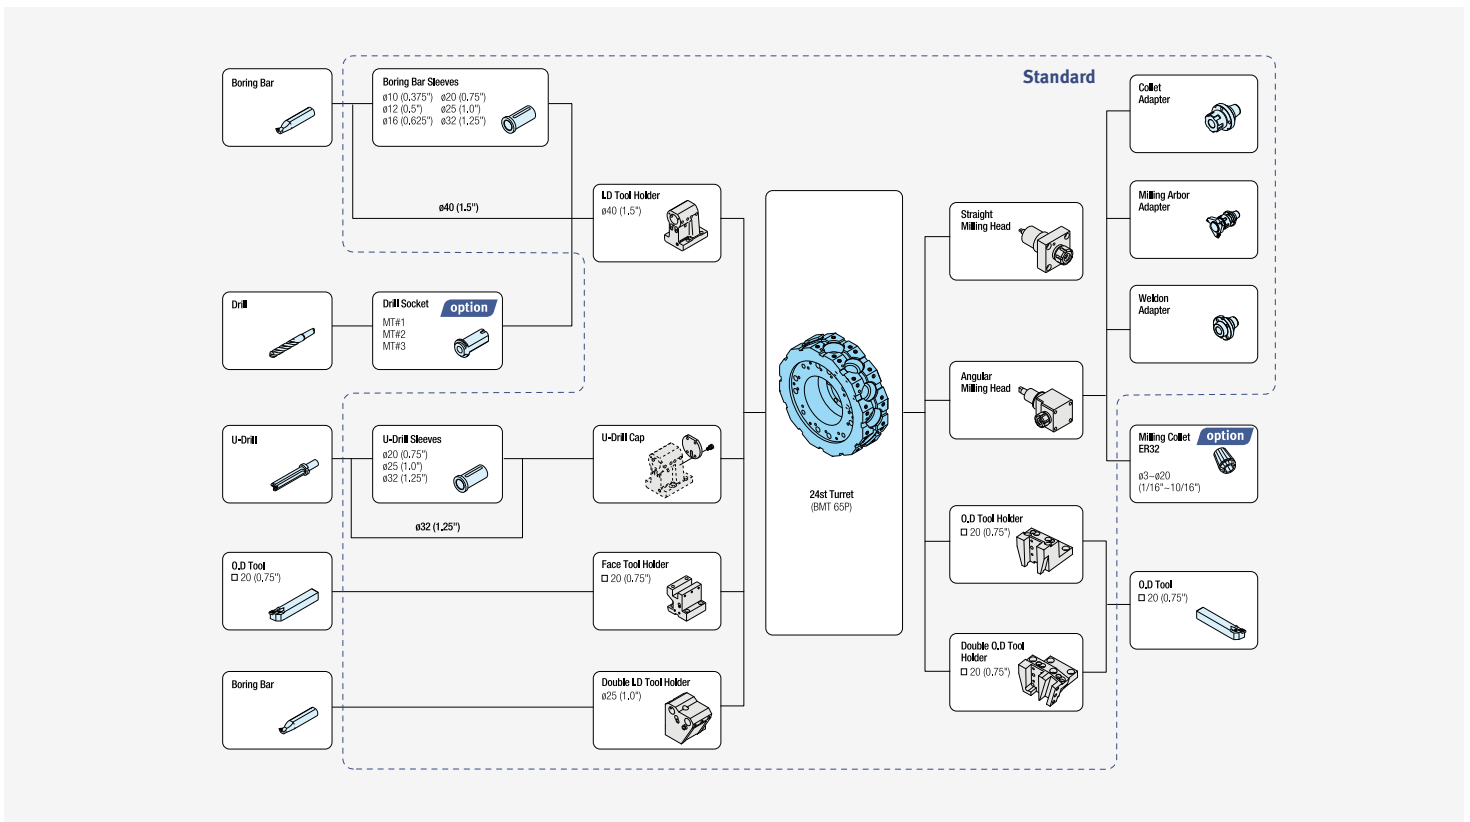 Standard
Boring Bar
Boring Bar Sleeves
ø10 (0.375") ø20 (0.75")
ø12 (0.5") ø25 (1.0")
ø16 (0.625") ø32 (1.25")
ø40 (1.5")
I.D Tool Holder
ø40 (1.5")
Drill
Drill Socket
option
MT#1
MT#2
MT#3
U-Drill
U-Drill Sleeves
ø20 (0.75")
ø25 (1.0")
ø32 (1.25")
ø32 (1.25")
U-Drill Cap
O.D Tool
□ 20 (0.75")
Face Tool Holder
□ 20 (0.75")
Boring Bar
Double I.D Tool Holder
ø25 (1.0")
24st Turret
(BMT 65P)
Straight
Milling Head
Angular
Milling Head
O.D Tool Holder
□ 20 (0.75")
Double O.D Tool
Holder
□ 20 (0.75")
Collet
Adapter
Milling Arbor
Adapter
Weldon
Adapter
Milling Collet
ER32
option
ø3~ø20
(1/16"~10/16")
O.D Tool
□ 20 (0.75")